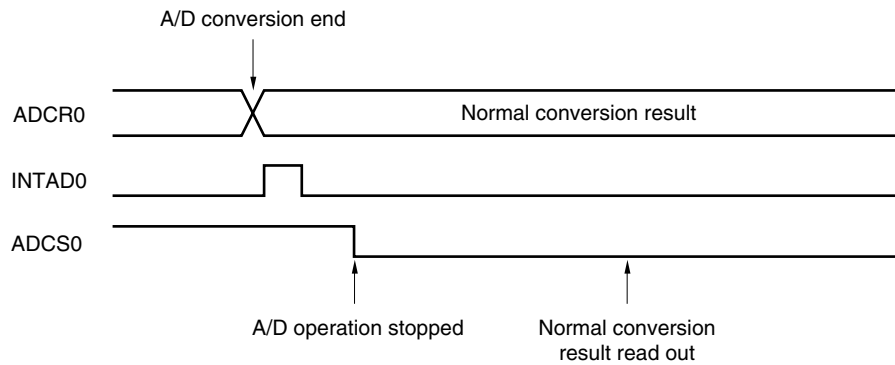 A/D conversion end
ADCR0
Normal conversion result
INTAD0
ADCS0
A/D operation stopped
Normal conversion
result read out